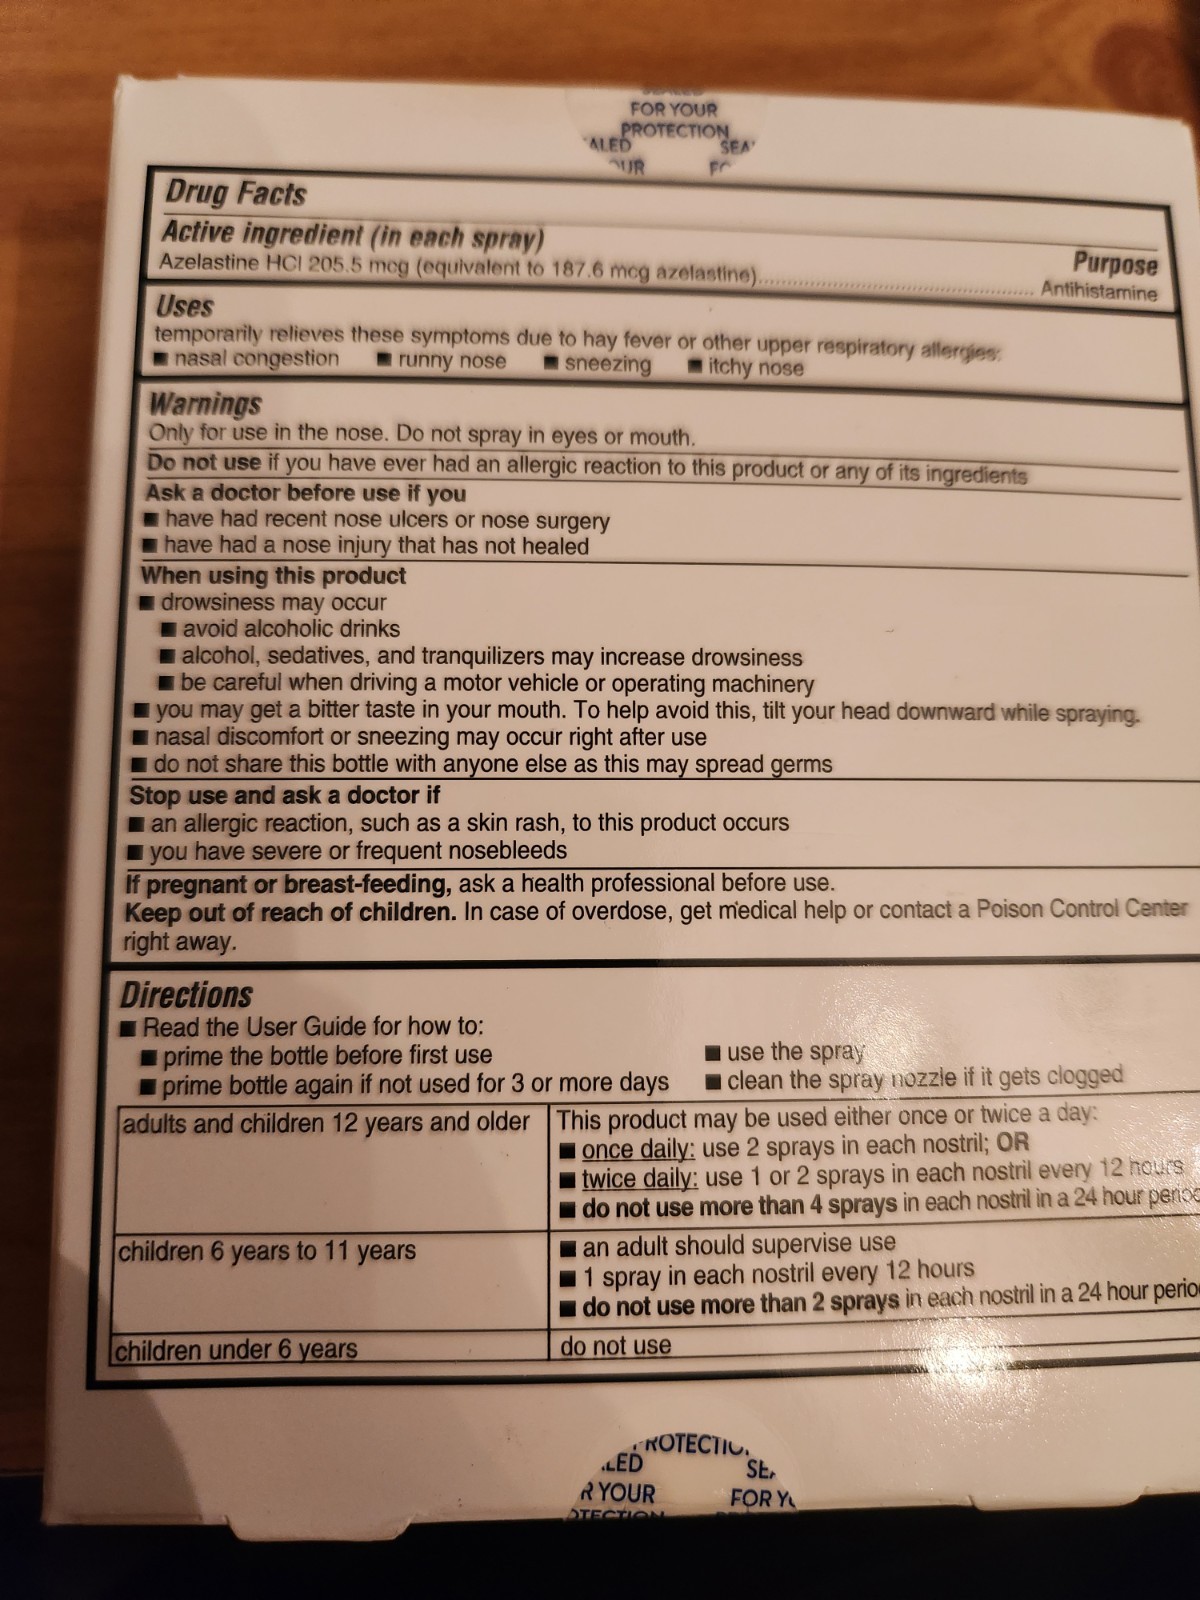 FOR YOUR
PROTECTION
ALED SEA
UR
Drug Facts
Active ingredient (in each spray) Purpose
Azelastine HCl 205.5 mcg (equivalent to 187.6 mcg azelastine)........................................ Antihistamine
Uses
temporarily relieves these symptoms due to hay fever or other upper respiratory allergies:
■ nasal congestion ■ runny nose ■ sneezing ■ itchy nose
Warnings
Only for use in the nose. Do not spray in eyes or mouth.
Do not use if you have ever had an allergic reaction to this product or any of its ingredients
Ask a doctor before use if you
■ have had recent nose ulcers or nose surgery
■ have had a nose injury that has not healed
When using this product
■ drowsiness may occur
■ avoid alcoholic drinks
■ alcohol, sedatives, and tranquilizers may increase drowsiness
■ be careful when driving a motor vehicle or operating machinery
■ you may get a bitter taste in your mouth. To help avoid this, tilt your head downward while spraying.
■ nasal discomfort or sneezing may occur right after use
■ do not share this bottle with anyone else as this may spread germs
Stop use and ask a doctor if
■ an allergic reaction, such as a skin rash, to this product occurs
■ you have severe or frequent nosebleeds
If pregnant or breast-feeding, ask a health professional before use.
Keep out of reach of children. In case of overdose, get medical help or contact a Poison Control Center
right away.
Directions
■ Read the User Guide for how to:
■ prime the bottle before first use ■ use the spray
■ prime bottle again if not used for 3 or more days ■ clean the spray nozzle if it gets clogged
adults and children 12 years and older This product may be used either once or twice a day:
■ once daily: use 2 sprays in each nostril; OR
■ twice daily: use 1 or 2 sprays in each nostril every 12 hours
■ do not use more than 4 sprays in each nostril in a 24 hour perio
children 6 years to 11 years ■ an adult should supervise use
■ 1 spray in each nostril every 12 hours
■ do not use more than 2 sprays in each nostril in a 24 hour perio
children under 6 years do not use
ROTECTIO
LED SE
R YOUR FOR Y